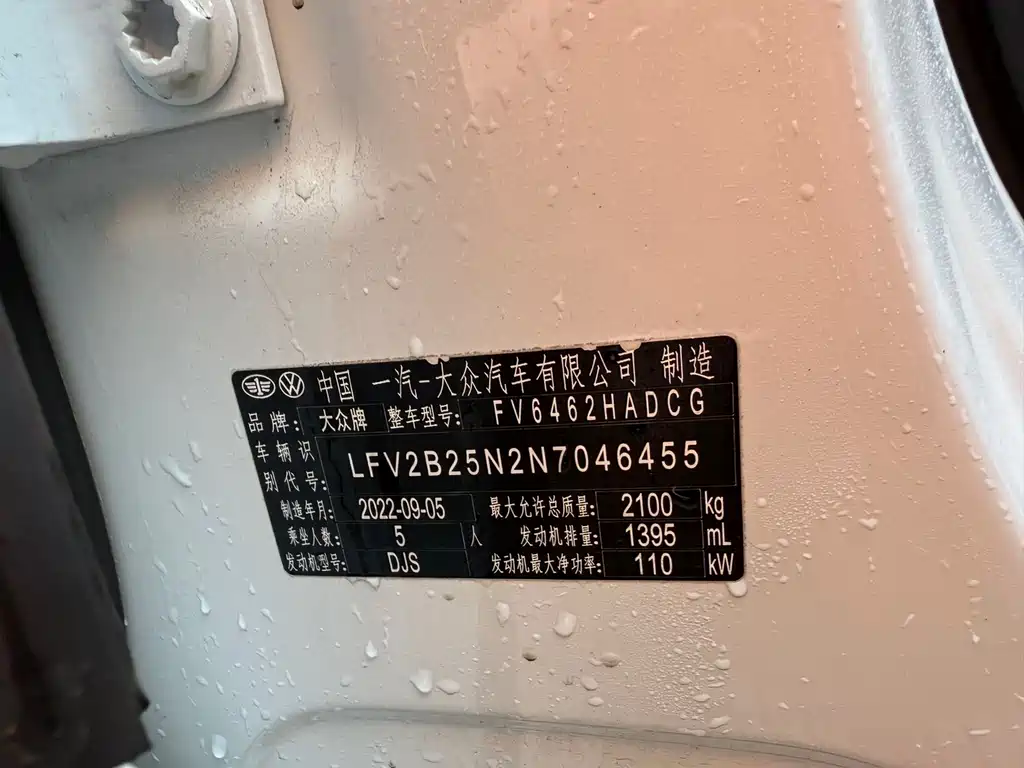 中国 一汽-大众汽车有限公司 制造
品牌: 大众牌 整车型号: FV6462HADCG
车辆识别代号: LFV2B25N2N7046455
制造年月: 2022-09-05 最大允许总质量: 2100 kg
乘坐人数: 5 人 发动机排量: 1395 mL
发动机型号: DJS 发动机最大净功率: 110 kW